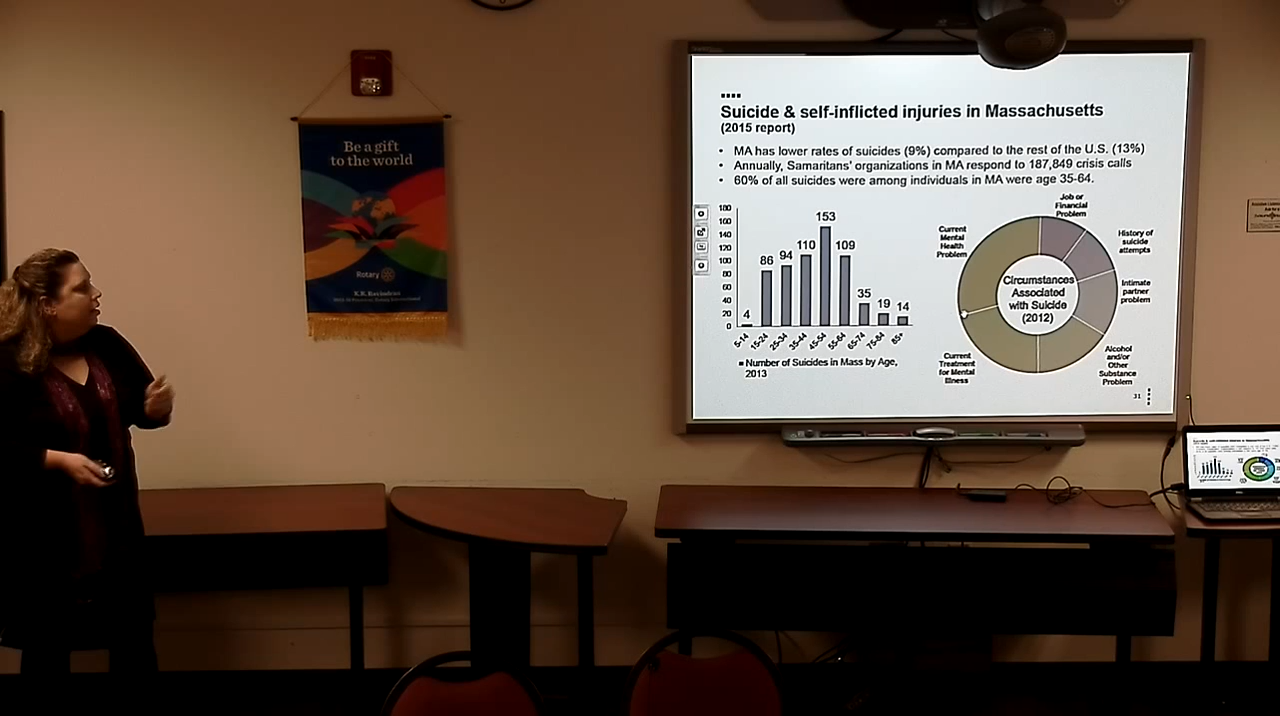 Be a gift
to the world
Rotary
K.R. Ravindran
Suicide & self-inflicted injuries in Massachusetts
(2015 report)
• MA has lower rates of suicides (9%) compared to the rest of the U.S. (13%)
• Annually, Samaritans' organizations in MA respond to 187,849 crisis calls
• 60% of all suicides were among individuals in MA were age 35-64.
180
160
140
120
100
80
60
40
20
0
4
86
94
110
153
109
35
19
14
5-14
15-24
25-34
35-44
45-54
55-64
65-74
75-84
85+
Number of Suicides in Mass by Age,
2013
Job or
Financial
Problem
History of
suicide
attempts
Intimate
partner
problem
Alcohol
and/or
Other
Substance
Problem
Current
Treatment
for Mental
Illness
Current
Mental
Health
Problem
Circumstances
Associated
with Suicide
(2012)
31